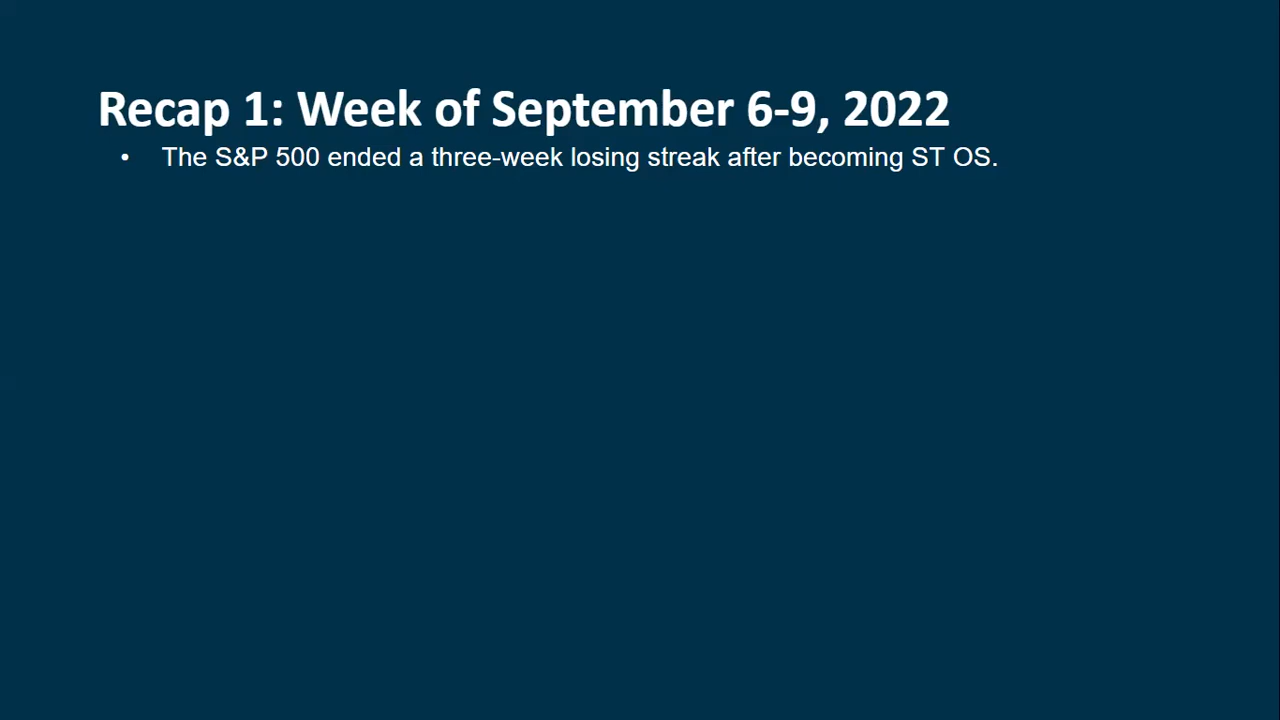 Recap 1: Week of September 6-9, 2022
• The S&P 500 ended a three-week losing streak after becoming ST OS.